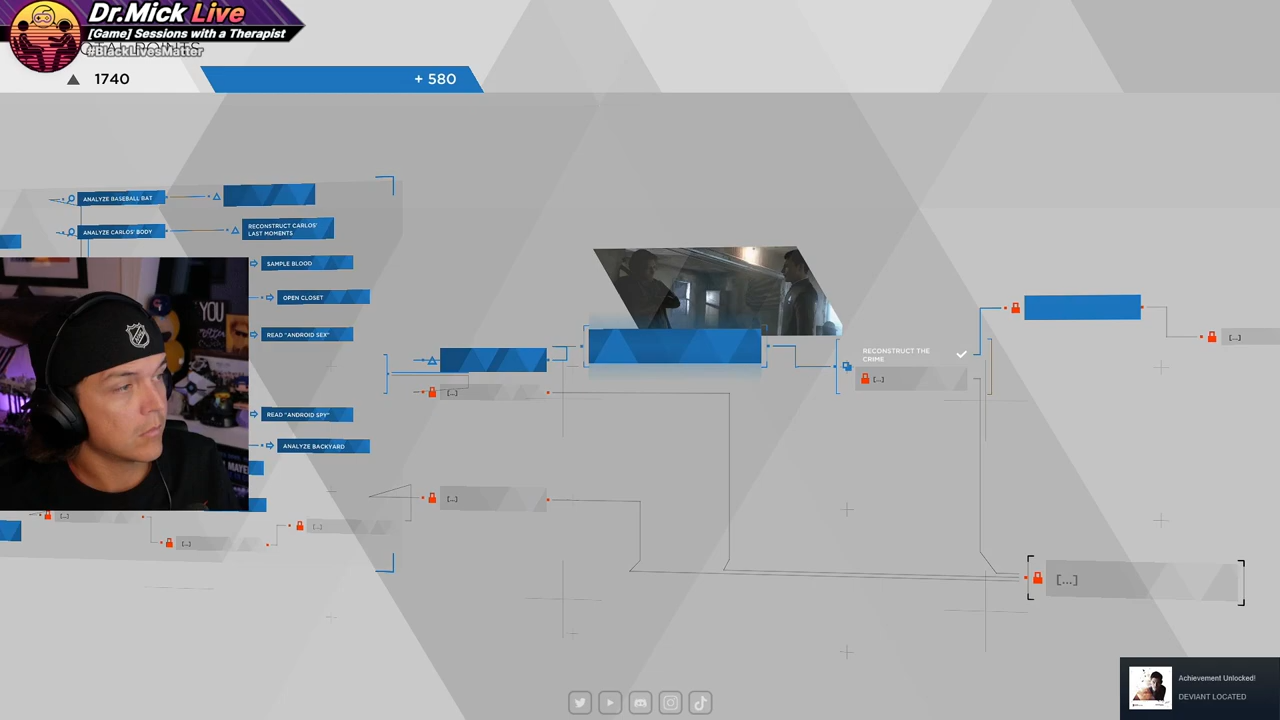 Dr.Mick Live
[Game] Sessions with a Therapist
#BlackLivesMatter
1740
+ 580
ANALYZE BASEBALL BAT
ANALYZE CARLOS' BODY
RECONSTRUCT CARLOS'
LAST MOMENTS
SAMPLE BLOOD
OPEN CLOSET
READ "ANDROID SEX"
READ "ANDROID SPY"
ANALYZE BACKYARD
[...]
[...]
[...]
[...]
[...]
RECONSTRUCT THE
CRIME
[...]
[...]
[...]
YOU
Achievement Unlocked!
DEVIANT LOCATED